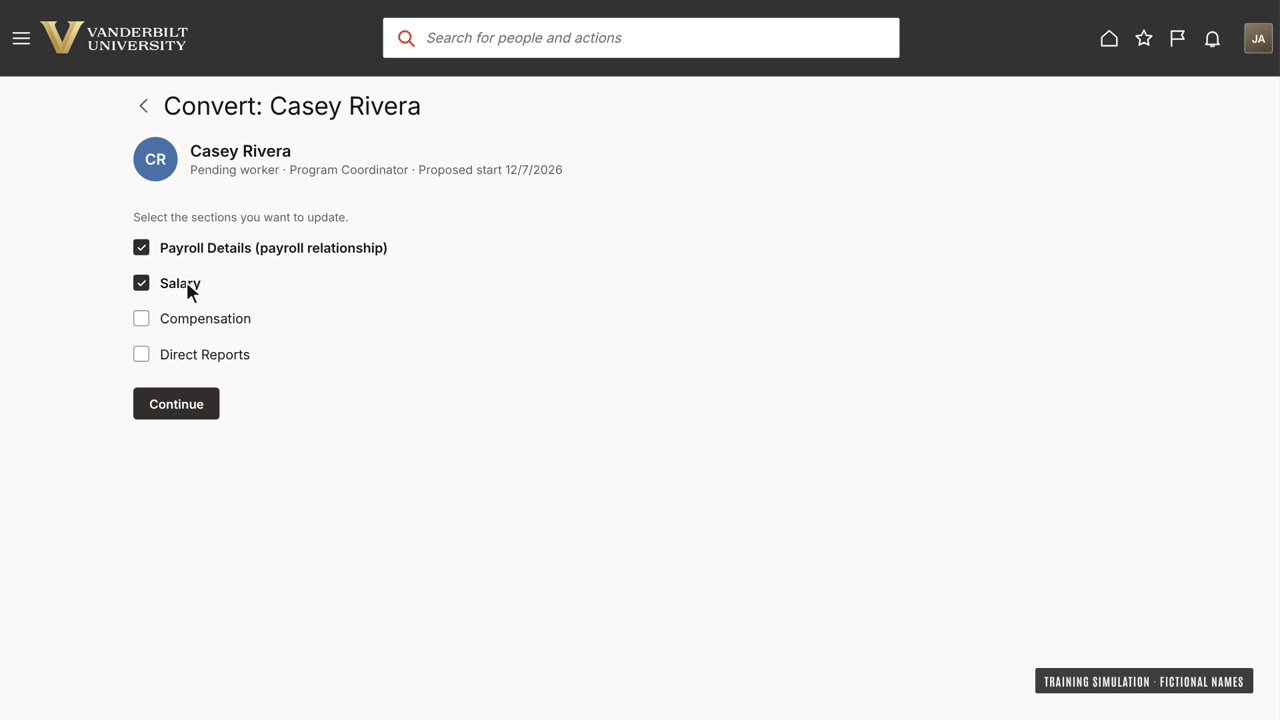 VANDERBILT
UNIVERSITY
Search for people and actions
JA
Convert: Casey Rivera
CR
Casey Rivera
Pending worker · Program Coordinator · Proposed start 12/7/2026
Select the sections you want to update.
Payroll Details (payroll relationship)
Salary
Compensation
Direct Reports
Continue
TRAINING SIMULATION · FICTIONAL NAMES